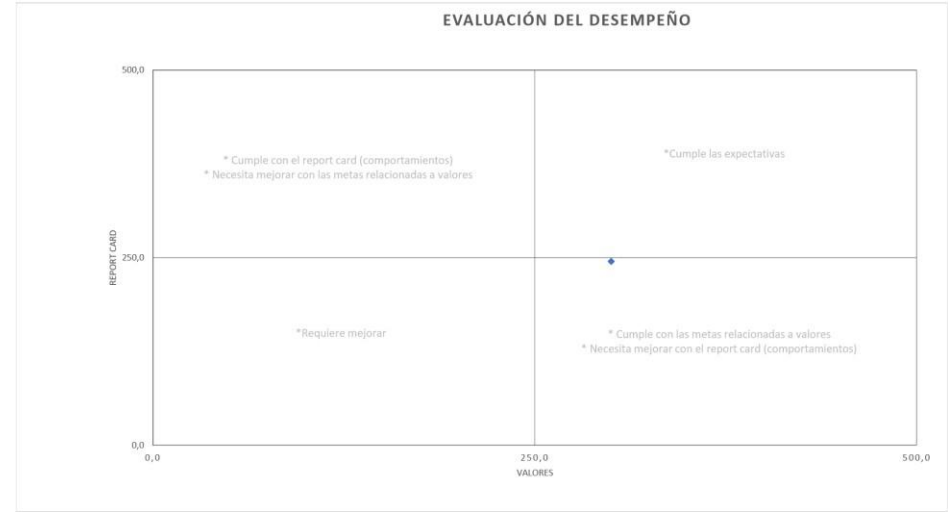 EVALUACIÓN DEL DESEMPEÑO
500,0
* Cumple con el report card (comportamientos)
* Necesita mejorar con las metas relacionadas a valores
*Cumple las expectativas
REPORT CARD
250,0
*Requiere mejorar
* Cumple con las metas relacionadas a valores
* Necesita mejorar con el report card (comportamientos)
0,0
0,0
250,0
500,0
VALORES